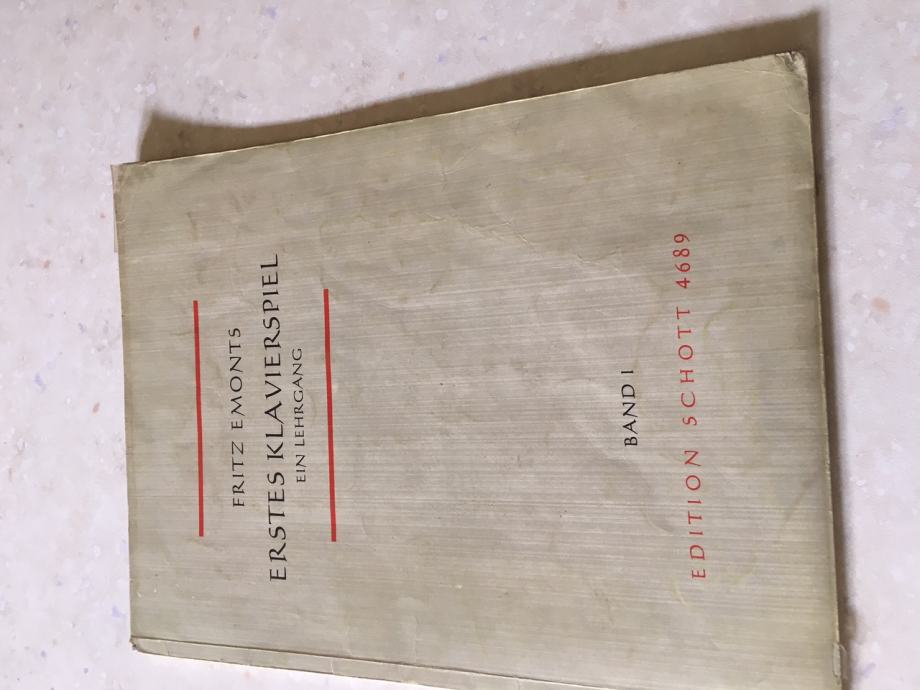 FRITZ EMONTS
ERSTES KLAVIERSPIEL
EIN LEHRGANG
BAND I
EDITION SCHOTT 4689